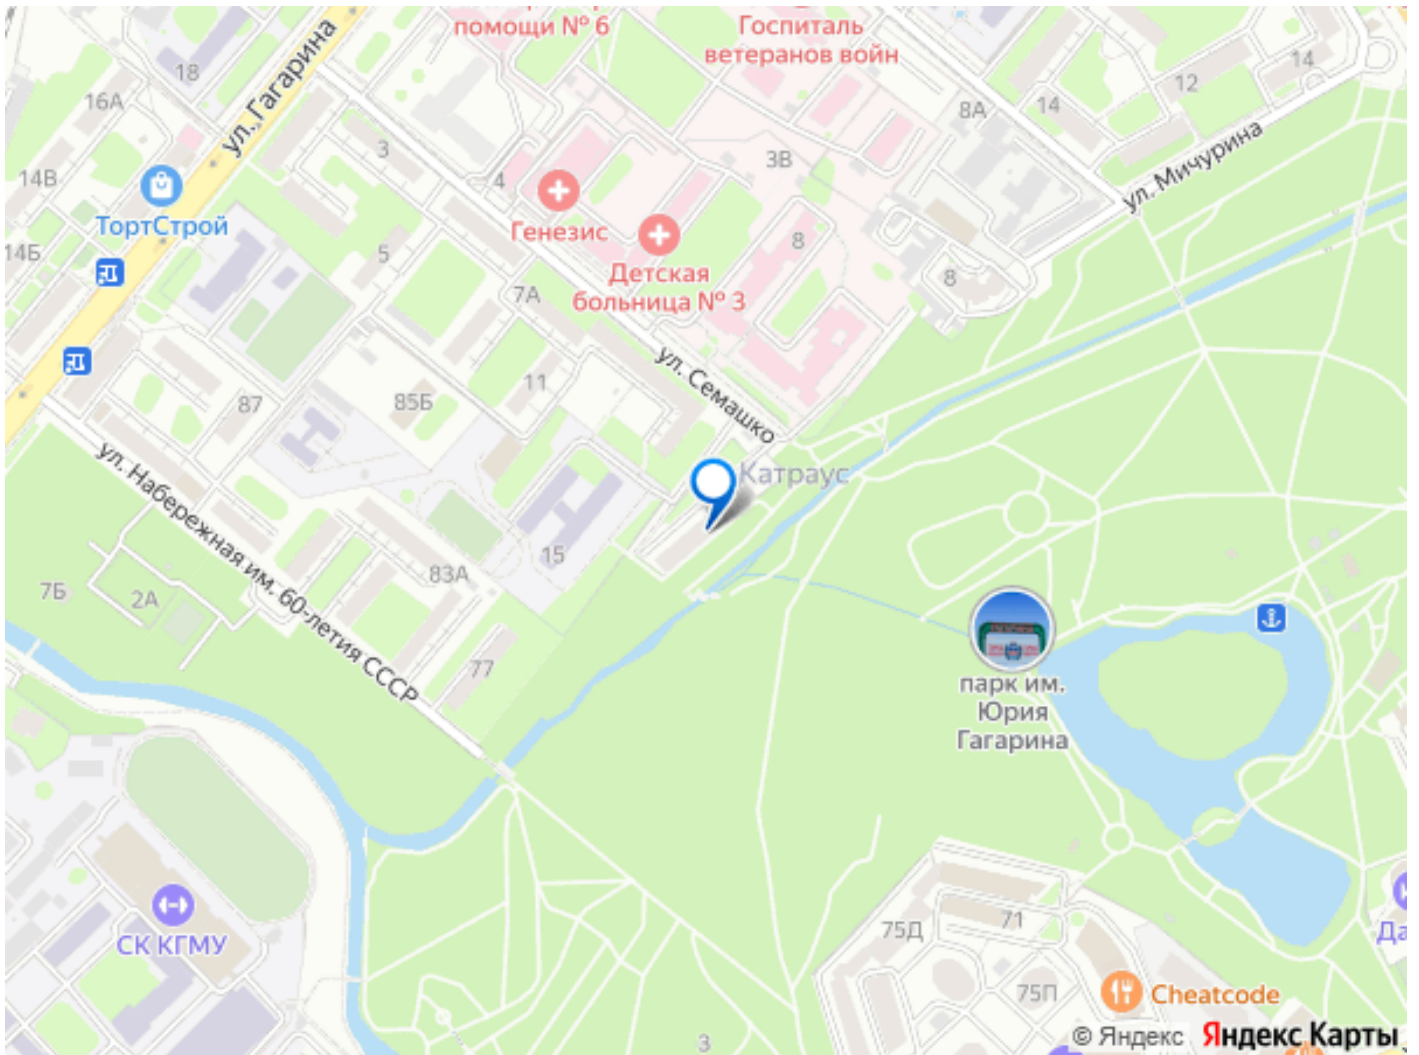 помощи № 6
Госпиталь
ветеранов войн
18
ул. Гагарина
16А
3
14
12
14
8А
3В
ул. Мичурина
14В
4
ТортСтрой
Генезис
8
14Б
5
Детская
больница № 3
7А
8
ул. Семашко
11
87
85Б
Катраус
ул. Набережная им. 60-летия СССР
15
83А
7Б
2А
77
парк им.
Юрия
Гагарина
СК КГМУ
75Д
71
Да
75П
Cheatcode
3
© Яндекс
Яндекс Карты